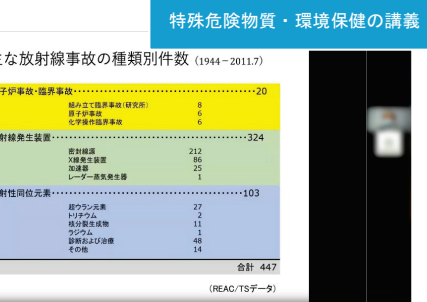 特殊危険物質・環境保健の講義
な放射線事故の種類別件数 (1944－2011.7)
子炉事故・臨界事故・・・・・・・・・・・・・・・・・・・・・・・・・・・・・・20
組み立て臨界事故(研究所) 8
原子炉事故 6
化学操作臨界事故 6
射線発生装置・・・・・・・・・・・・・・・・・・・・・・・・・・・・・・324
密封線源 212
X線発生装置 86
加速器 25
レーダー蒸気発生器 1
射性同位元素・・・・・・・・・・・・・・・・・・・・・・・・・・・・・・103
超ウラン元素 27
トリチウム 2
核分裂生成物 11
ラジウム 1
診断および治療 48
その他 14
合計 447
(REAC/TSデータ)